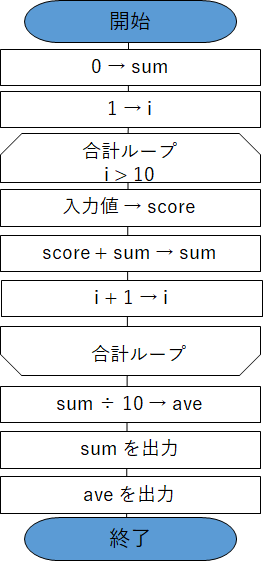 開始
0 → sum
1 → i
合計ループ
i > 10
入力値 → score
score + sum → sum
i + 1 → i
合計ループ
sum ÷ 10 → ave
sum を出力
ave を出力
終了